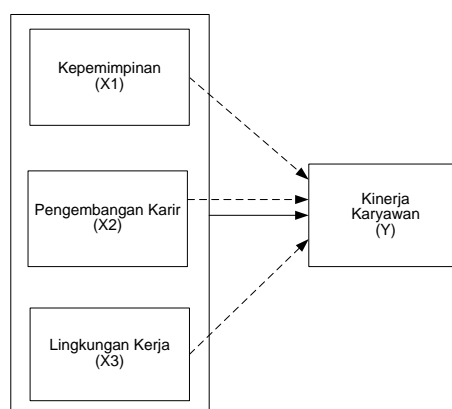 Kepemimpinan
(X1)
Pengembangan Karir
(X2)
Kinerja
Karyawan
(Y)
Lingkungan Kerja
(X3)